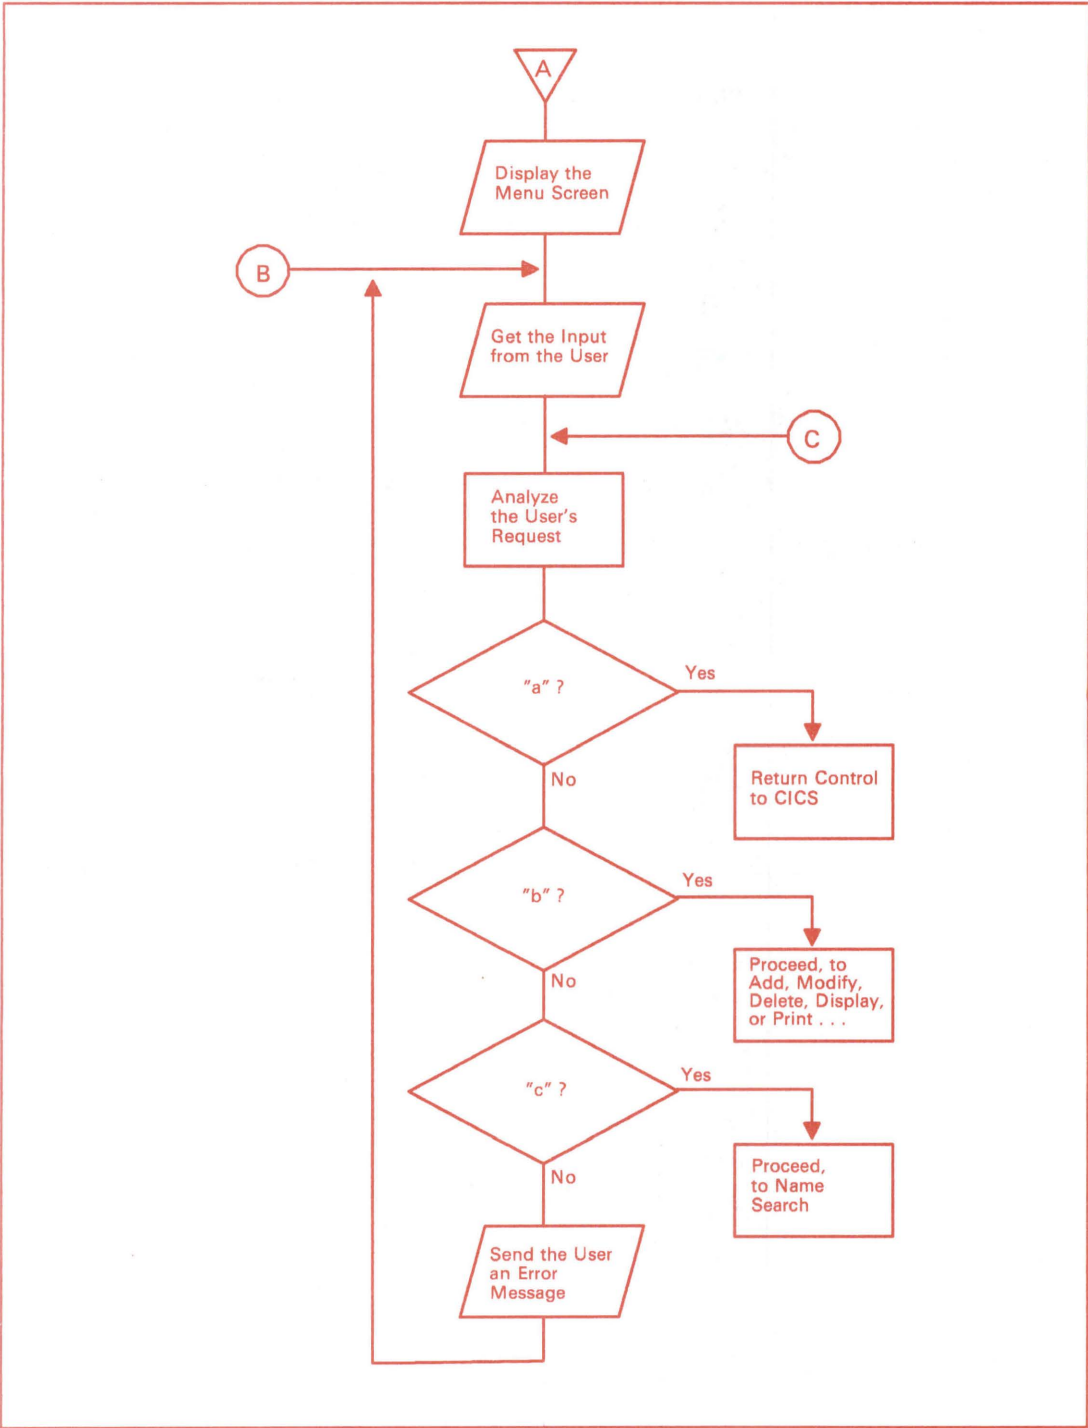 A
Display the
Menu Screen
B
Get the Input
from the User
C
Analyze
the User's
Request
"a" ?
Yes
Return Control
to CICS
No
"b" ?
Yes
Proceed, to
Add, Modify,
Delete, Display,
or Print . . .
No
"c" ?
Yes
Proceed,
to Name
Search
No
Send the User
an Error
Message